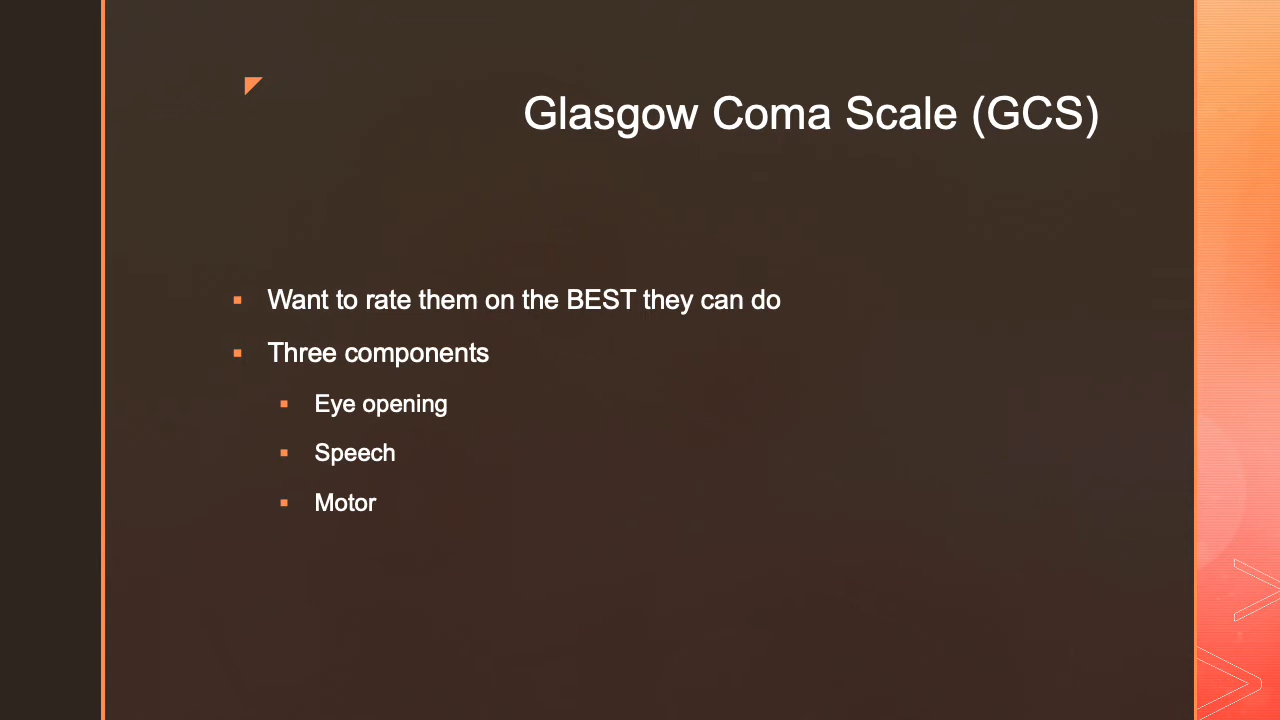 Glasgow Coma Scale (GCS)
Want to rate them on the BEST they can do
Three components
Eye opening
Speech
Motor